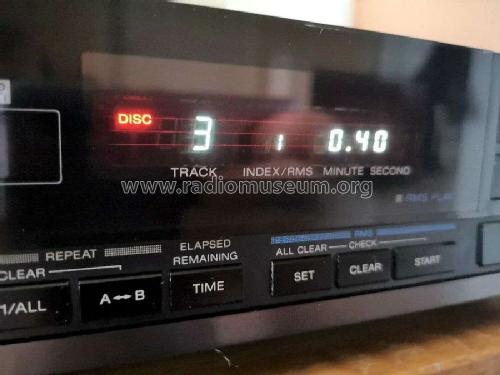 DISC 3 1 0.40
TRACK INDEX/RMS MINUTE SECOND
www.radiomuseum.org
RMS PLAY
REPEAT
CLEAR
1/ALL
A↔B
ELAPSED
REMAINING
TIME
RMS
ALL CLEAR CHECK
SET
CLEAR
START